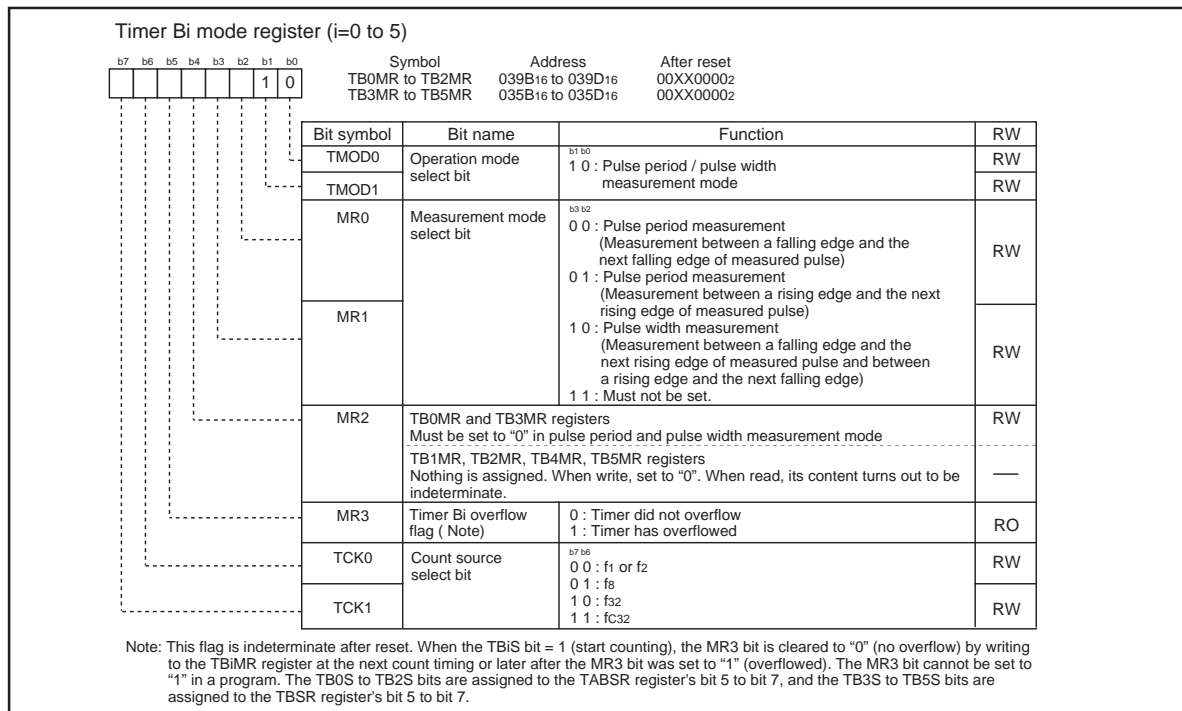 Timer Bi mode register (i=0 to 5)
b7 b6 b5 b4 b3 b2 b1 b0
1 0
Symbol Address After reset
TB0MR to TB2MR 039B16 to 039D16 00XX00002
TB3MR to TB5MR 035B16 to 035D16 00XX00002
Bit symbol Bit name Function RW
TMOD0 Operation mode select bit
b1 b0
1 0 : Pulse period / pulse width
measurement mode
RW
TMOD1 RW
MR0 Measurement mode
select bit
b3 b2
0 0 : Pulse period measurement
(Measurement between a falling edge and the
next falling edge of measured pulse)
0 1 : Pulse period measurement
(Measurement between a rising edge and the next
rising edge of measured pulse)
1 0 : Pulse width measurement
(Measurement between a falling edge and the
next rising edge of measured pulse and between
a rising edge and the next falling edge)
1 1 : Must not be set.
RW
MR1 RW
MR2 TB0MR and TB3MR registers
Must be set to “0” in pulse period and pulse width measurement mode
RW
TB1MR, TB2MR, TB4MR, TB5MR registers
Nothing is assigned. When write, set to “0”. When read, its content turns out to be
indeterminate.
—
MR3 Timer Bi overflow
flag ( Note)
0 : Timer did not overflow
1 : Timer has overflowed
RO
TCK0 Count source
select bit
b7 b6
0 0 : f1 or f2
0 1 : f8
1 0 : f32
1 1 : fC32
RW
TCK1 RW
Note: This flag is indeterminate after reset. When the TBiS bit = 1 (start counting), the MR3 bit is cleared to “0” (no overflow) by writing
to the TBiMR register at the next count timing or later after the MR3 bit was set to “1” (overflowed). The MR3 bit cannot be set to
“1” in a program. The TB0S to TB2S bits are assigned to the TABSR register’s bit 5 to bit 7, and the TB3S to TB5S bits are
assigned to the TBSR register’s bit 5 to bit 7.